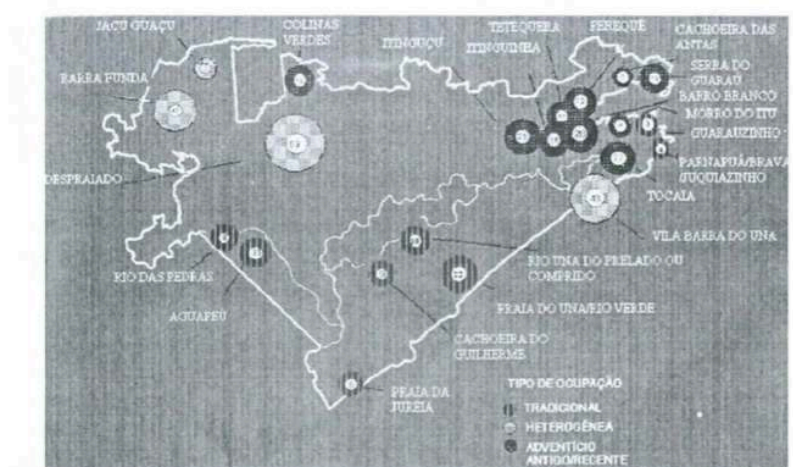 JACU GUAÇU
COLINAS
VERDES
ITINGUÇU
TETEQUERA
ITINGUINHA
PEREQUÊ
CACHOEIRA DAS
ANTAS
SERRA DO
GUARAÚ
BARRO BRANCO
MORRO DO ITU
GUARAUZINHO
PARNAPUÃ/BRAVA
JUQUIAZINHO
TOCAIA
VILA BARRA DO UNA
BARRA FUNDA
DESPRAIADO
RIO DAS PEDRAS
AGUAPEÚ
RIO UNA DO PRELADO OU
COMPRIDO
PRAIA DO UNA/RIO VERDE
CACHOEIRA DO
GUILHERME
PRAIA DA
JURÉIA
TIPO DE OCUPAÇÃO
TRADICIONAL
HETEROGÊNEA
ADVENTÍCIO
ANTIGO/RECENTE